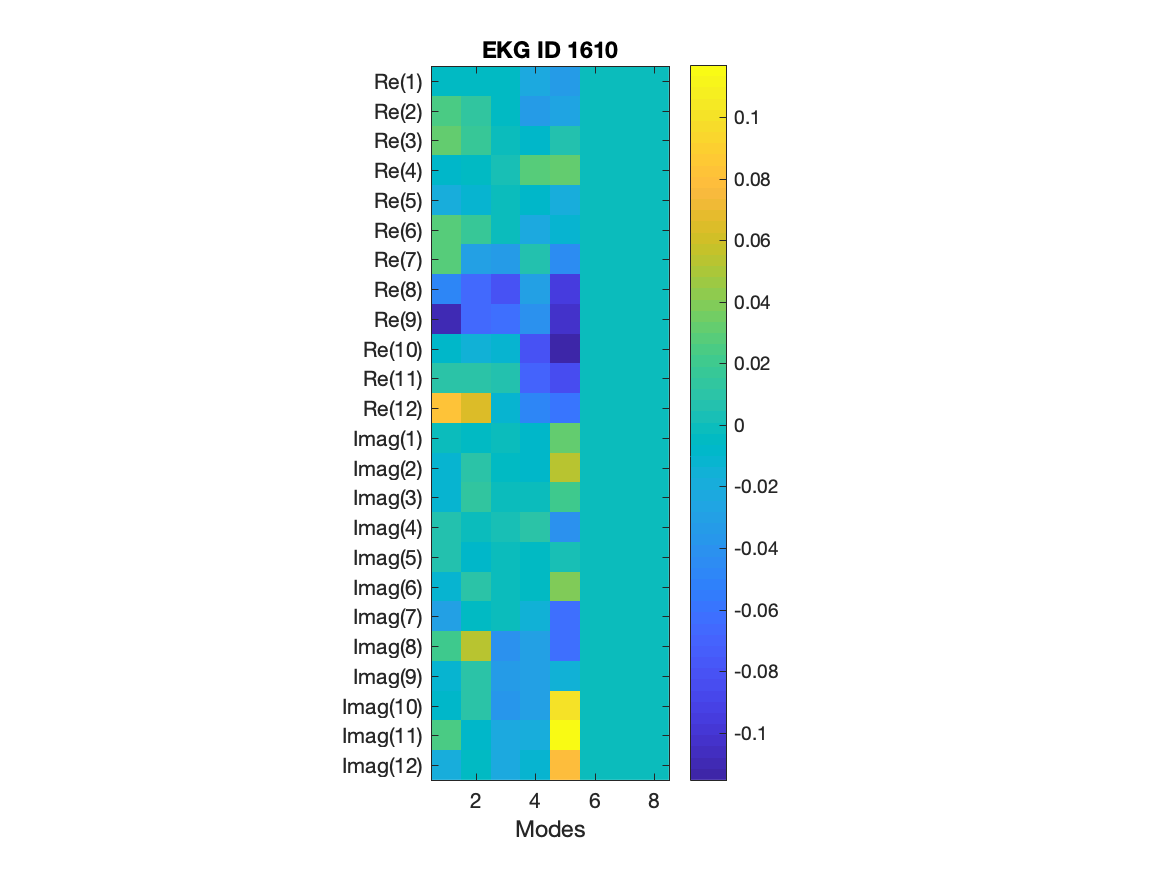 EKG ID 1610
Re(1)
Re(2)
Re(3)
Re(4)
Re(5)
Re(6)
Re(7)
Re(8)
Re(9)
Re(10)
Re(11)
Re(12)
Imag(1)
Imag(2)
Imag(3)
Imag(4)
Imag(5)
Imag(6)
Imag(7)
Imag(8)
Imag(9)
Imag(10)
Imag(11)
Imag(12)
2 4 6 8
Modes
0.1
0.08
0.06
0.04
0.02
0
-0.02
-0.04
-0.06
-0.08
-0.1